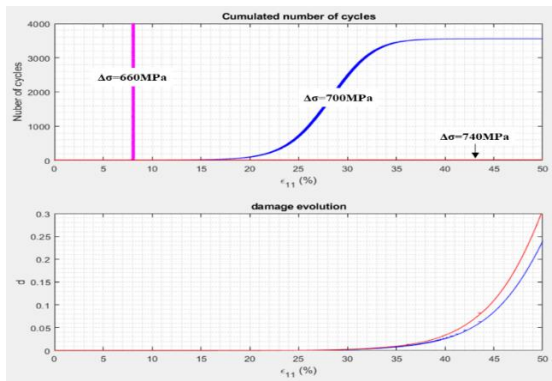 Cumulated number of cycles
4000
3000
2000
1000
0
Nuber of cycles
Δσ=660MPa
Δσ=700MPa
Δσ=740MPa
0 5 10 15 20 25 30 35 40 45 50
ϵ11 (%)
damage evolution
0.3
0.25
0.2
0.15
0.1
0.05
0
d
0 5 10 15 20 25 30 35 40 45 50
ϵ11 (%)